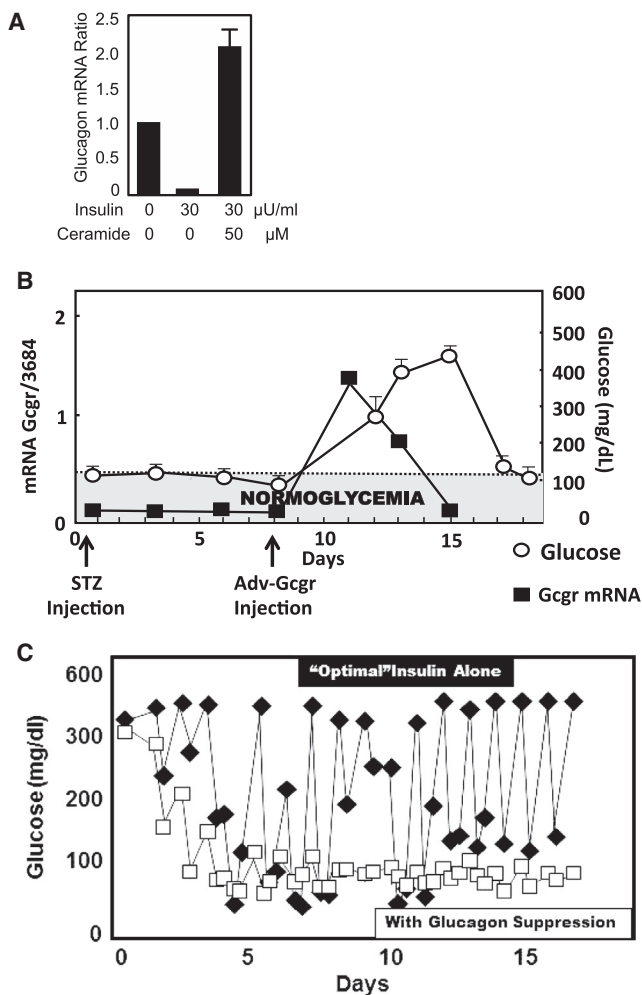 A
Glucagon mRNA Ratio
2.5
2.0
1.5
1.0
0.5
0
Insulin 0 30 30 µU/ml
Ceramide 0 0 50 µM
B
mRNA Gcgr/3684
2
1
0
600
500
400
300
200
100
0
Glucose (mg/dL)
NORMOGLYCEMIA
0 5 10 15
Days
STZ
Injection
Adv-Gcgr
Injection
Glucose
Gcgr mRNA
C
Glucose (mg/dl)
600
300
200
100
0
“Optimal”Insulin Alone
With Glucagon Suppression
0 5 10 15
Days